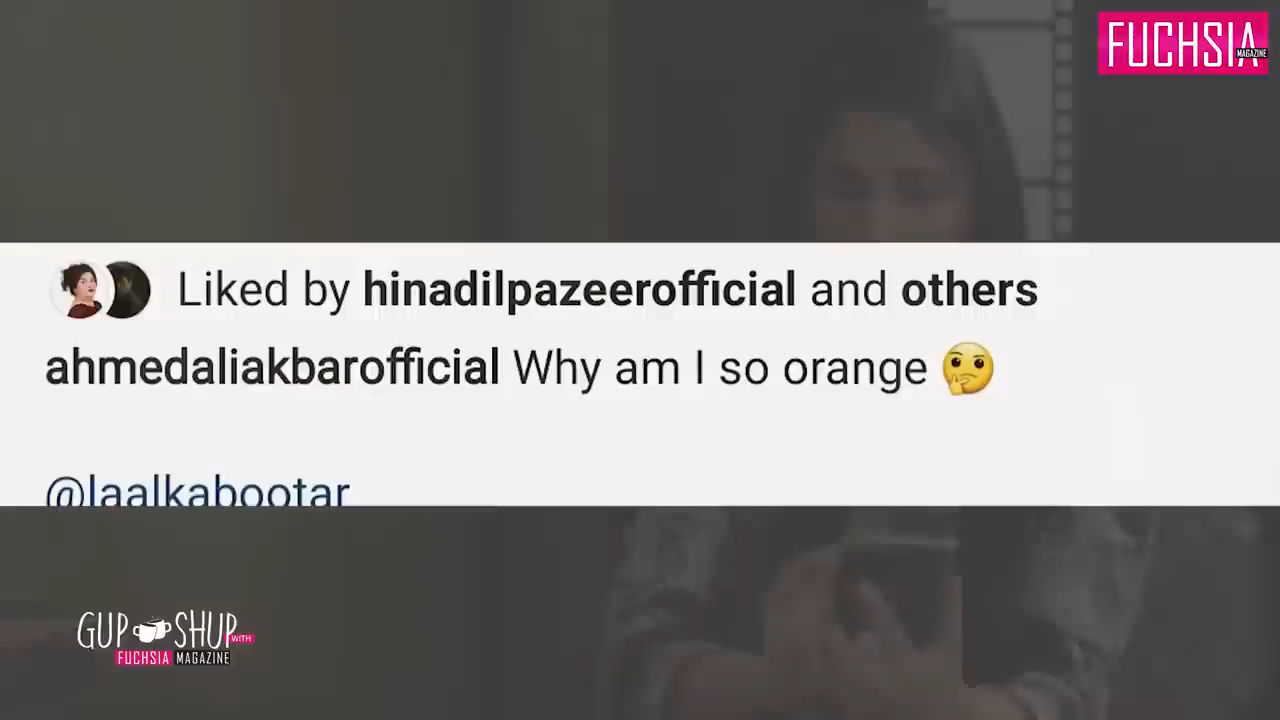 FUCHSIA
MAGAZINE
Liked by hinadilpazeerofficial and others
ahmedaliakbarofficial Why am I so orange 🤔
@laalkabootar
GUP SHUP
WITH
FUCHSIA MAGAZINE